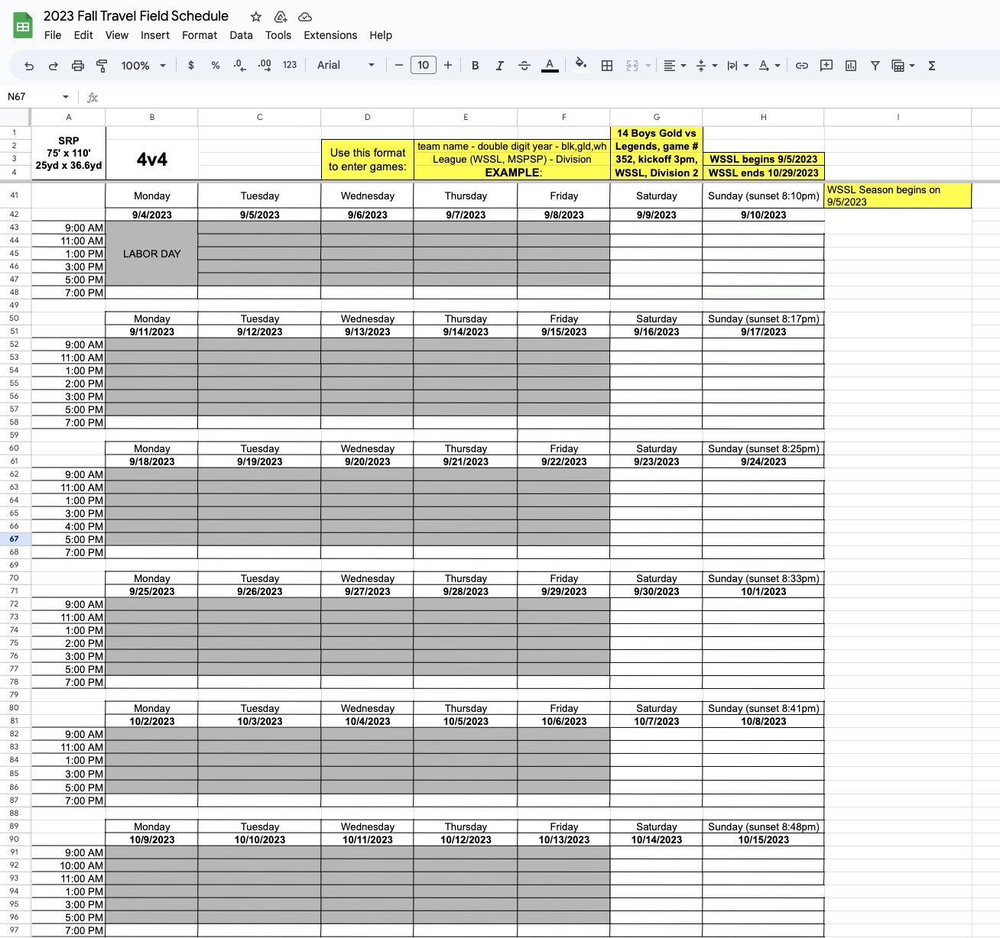 2023 Fall Travel Field Schedule
File Edit View Insert Format Data Tools Extensions Help
100% $ % .0 .00 123 Arial − 10 + B I S A Σ
N67 fx
A B C D E F G H I
1 SRP 75' x 110' 25yd x 36.6yd
2 4v4 Use this format to enter games: team name - double digit year - blk,gld,wh 14 Boys Gold vs Legends, game # 352, kickoff 3pm, WSSL, Division 2
3 League (WSSL, MSPSP) - Division WSSL begins 9/5/2023
4 EXAMPLE: WSSL ends 10/29/2023
41 Monday Tuesday Wednesday Thursday Friday Saturday Sunday (sunset 8:10pm) WSSL Season begins on 9/5/2023
42 9/4/2023 9/5/2023 9/6/2023 9/7/2023 9/8/2023 9/9/2023 9/10/2023
43 9:00 AM
44 11:00 AM
45 1:00 PM LABOR DAY
46 3:00 PM
47 5:00 PM
48 7:00 PM
49
50 Monday Tuesday Wednesday Thursday Friday Saturday Sunday (sunset 8:17pm)
51 9/11/2023 9/12/2023 9/13/2023 9/14/2023 9/15/2023 9/16/2023 9/17/2023
52 9:00 AM
53 11:00 AM
54 1:00 PM
55 2:00 PM
56 3:00 PM
57 5:00 PM
58 7:00 PM
59
60 Monday Tuesday Wednesday Thursday Friday Saturday Sunday (sunset 8:25pm)
61 9/18/2023 9/19/2023 9/20/2023 9/21/2023 9/22/2023 9/23/2023 9/24/2023
62 9:00 AM
63 11:00 AM
64 1:00 PM
65 3:00 PM
66 4:00 PM
67 5:00 PM
68 7:00 PM
69
70 Monday Tuesday Wednesday Thursday Friday Saturday Sunday (sunset 8:33pm)
71 9/25/2023 9/26/2023 9/27/2023 9/28/2023 9/29/2023 9/30/2023 10/1/2023
72 9:00 AM
73 11:00 AM
74 1:00 PM
75 2:00 PM
76 3:00 PM
77 5:00 PM
78 7:00 PM
79
80 Monday Tuesday Wednesday Thursday Friday Saturday Sunday (sunset 8:41pm)
81 10/2/2023 10/3/2023 10/4/2023 10/5/2023 10/6/2023 10/7/2023 10/8/2023
82 9:00 AM
83 11:00 AM
84 1:00 PM
85 3:00 PM
86 5:00 PM
87 7:00 PM
88
89 Monday Tuesday Wednesday Thursday Friday Saturday Sunday (sunset 8:48pm)
90 10/9/2023 10/10/2023 10/11/2023 10/12/2023 10/13/2023 10/14/2023 10/15/2023
91 9:00 AM
92 10:00 AM
93 11:00 AM
94 1:00 PM
95 3:00 PM
96 5:00 PM
97 7:00 PM